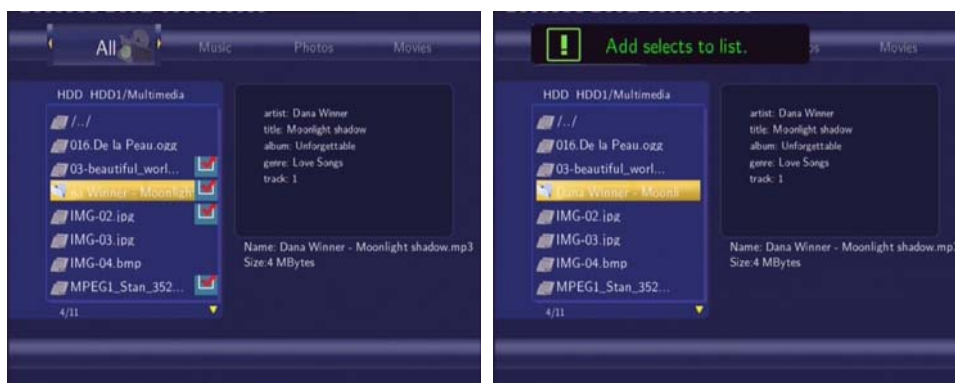 All Music Photos Movies
HDD HDD1/Multimedia
/../
016.De la Peau.ogg
03-beautiful_worl...
Winner - Moonlight
IMG-02.jpg
IMG-03.jpg
IMG-04.bmp
MPEG1_Stan_352...
4/11
artist: Dana Winner
title: Moonlight shadow
album: Unforgettable
genre: Love Songs
track: 1
Name: Dana Winner - Moonlight shadow.mp3
Size:4 MBytes
Add selects to list.
Movies
HDD HDD1/Multimedia
/../
016.De la Peau.ogg
03-beautiful_worl...
Dana Winner - Moonli
IMG-02.jpg
IMG-03.jpg
IMG-04.bmp
MPEG1_Stan_352...
4/11
artist: Dana Winner
title: Moonlight shadow
album: Unforgettable
genre: Love Songs
track: 1
Name: Dana Winner - Moonlight shadow.mp
Size:4 MBytes